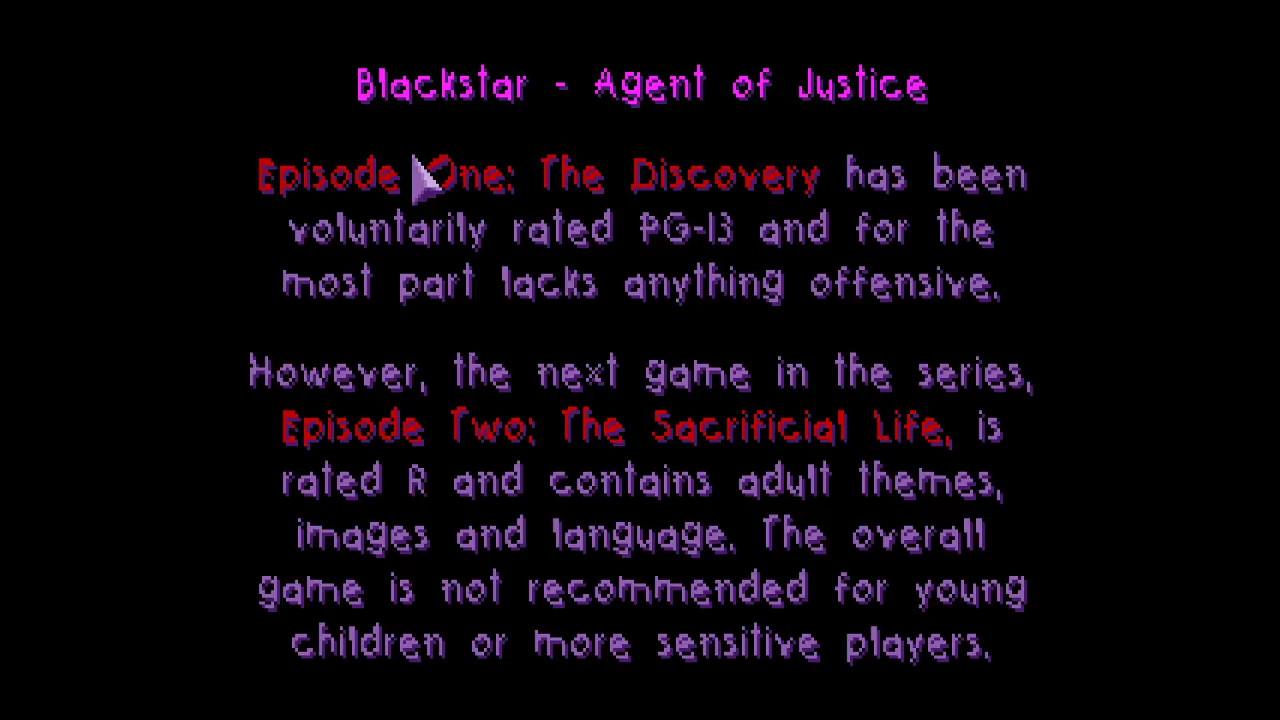 Blackstar - Agent of Justice
Episode One: The Discovery has been
voluntarily rated PG-13 and for the
most part lacks anything offensive.
However, the next game in the series,
Episode Two: The Sacrificial Life, is
rated R and contains adult themes,
images and language. The overall
game is not recommended for young
children or more sensitive players.